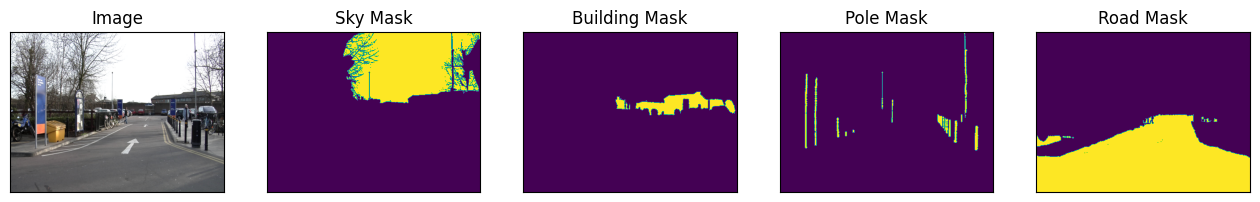 Image
Sky Mask
Building Mask
Pole Mask
Road Mask